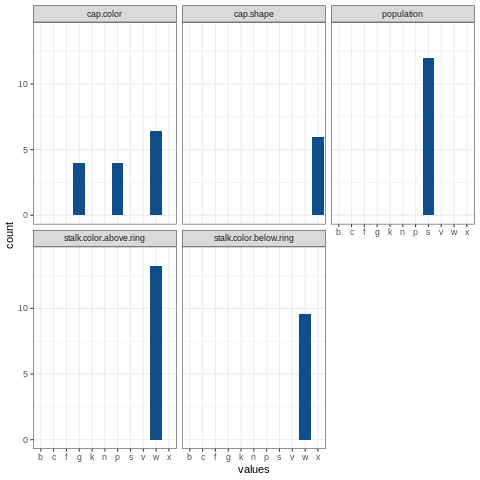 cap.color cap.shape population
10
5
0
b c f g k n p s v w x
stalk.color.above.ring stalk.color.below.ring
10
5
0
b c f g k n p s v w x b c f g k n p s v w x
count
values